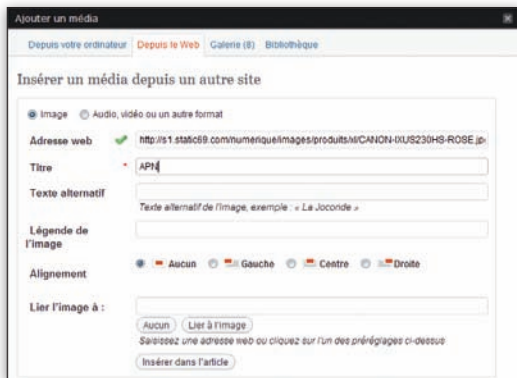 Ajouter un média
Depuis votre ordinateur Depuis le Web Galerie (8) Bibliothèque
Insérer un média depuis un autre site
Image Audio, vidéo ou un autre format
Adresse web http://s1.static69.com/numerique/images/produits/xl/CANON-IXUS230HS-ROSE.jp
Titre * APN
Texte alternatif
Texte alternatif de l'image, exemple : « La Joconde »
Légende de
l'image
Alignement Aucun Gauche Centre Droite
Lier l'image à :
Aucun Lier à l'image
Saisissez une adresse web ou cliquez sur l'un des préréglages ci-dessus
Insérer dans l'article